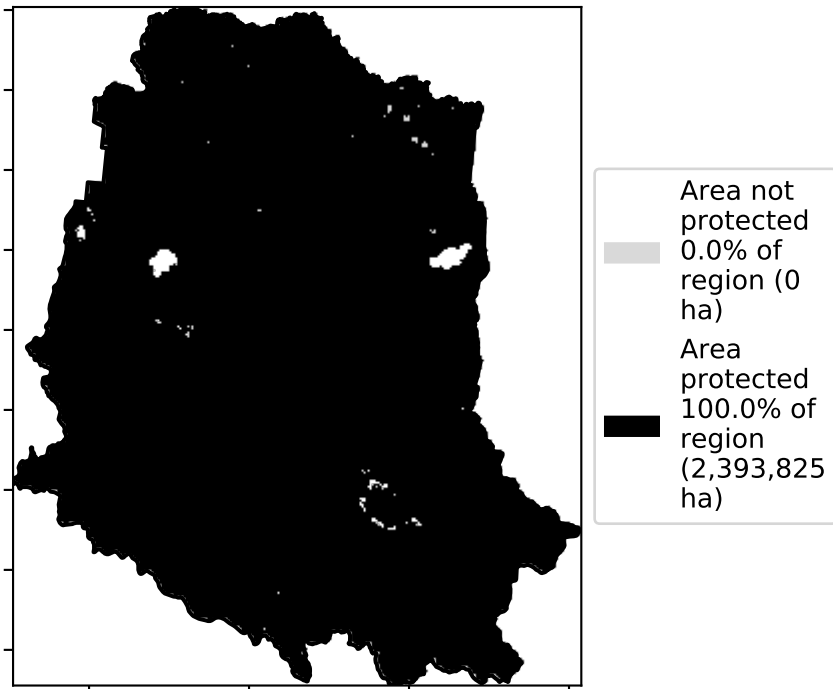 Area not
protected
0.0% of
region (0
ha)
Area
protected
100.0% of
region
(2,393,825
ha)